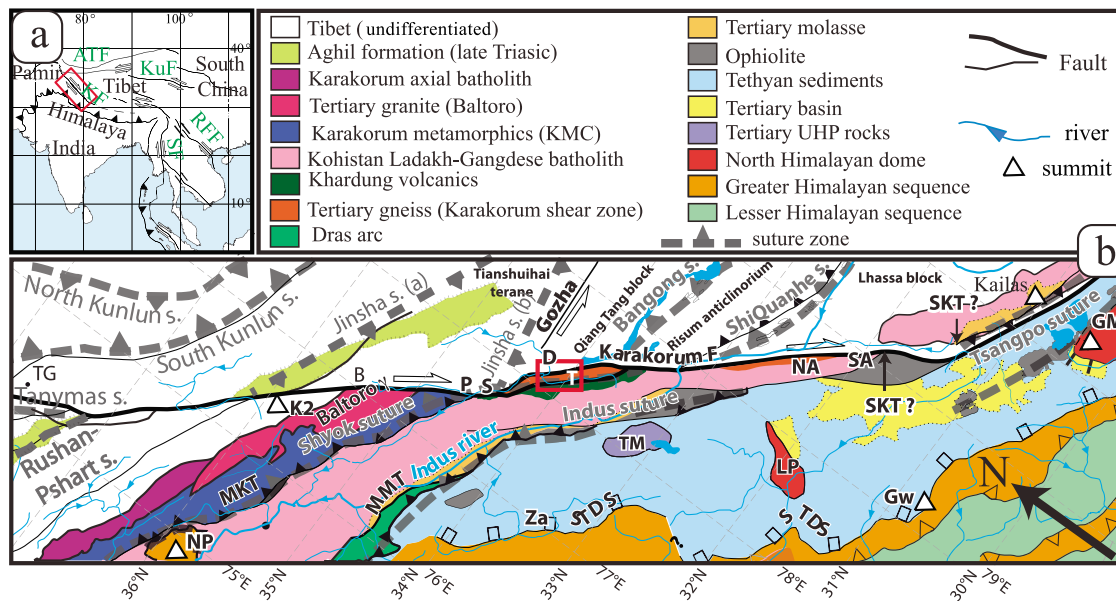 a
80°
100°
40°
ATF
KuF
South
China
Pamir
Tibet
KF
Himalaya
India
RFF
SF
10°
Tibet (undifferentiated)
Aghil formation (late Triasic)
Karakorum axial batholith
Tertiary granite (Baltoro)
Karakorum metamorphics (KMC)
Kohistan Ladakh-Gangdese batholith
Khardung volcanics
Tertiary gneiss (Karakorum shear zone)
Dras arc
Tertiary molasse
Ophiolite
Tethyan sediments
Tertiary basin
Tertiary UHP rocks
North Himalayan dome
Greater Himalayan sequence
Lesser Himalayan sequence
suture zone
Fault
river
summit
b
North Kunlun s.
South Kunlun s.
Jinsha s. (a)
Tianshuihai
terane
Jinsha s. (b)
Gozha
Qiang Tang block
Bangong s.
Risum anticlinorium
ShiQuanhe s.
Lhassa block
SKT ?
Kailas
Tsangpo suture
GM
TG
Tanymas s.
Rushan-
Pshart s.
B
K2
Baltoro
Shyok suture
P
S
D
T
Karakorum F
NA
SA
SKT ?
Indus suture
Indus river
MMT
MKT
NP
TM
LP
Za
STDS
S TDS
Gw
N
36°N
75°E
35°N
34°N
76°E
33°N
77°E
32°N
78°E
31°N
30°N
79°E